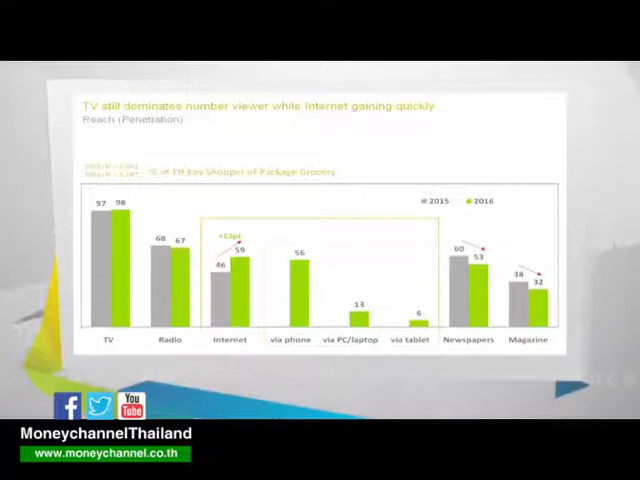 TV still dominates number viewer while Internet gaining quickly
Reach (Penetration)
% of TH Key Shopper of Package Grocery
2015 2016
97 98 68 67 46 59 56 13 6 60 53 38 32
+13pt
TV Radio Internet via phone via PC/laptop via tablet Newspapers Magazine
f You
Tube
MoneychannelThailand
www.moneychannel.co.th